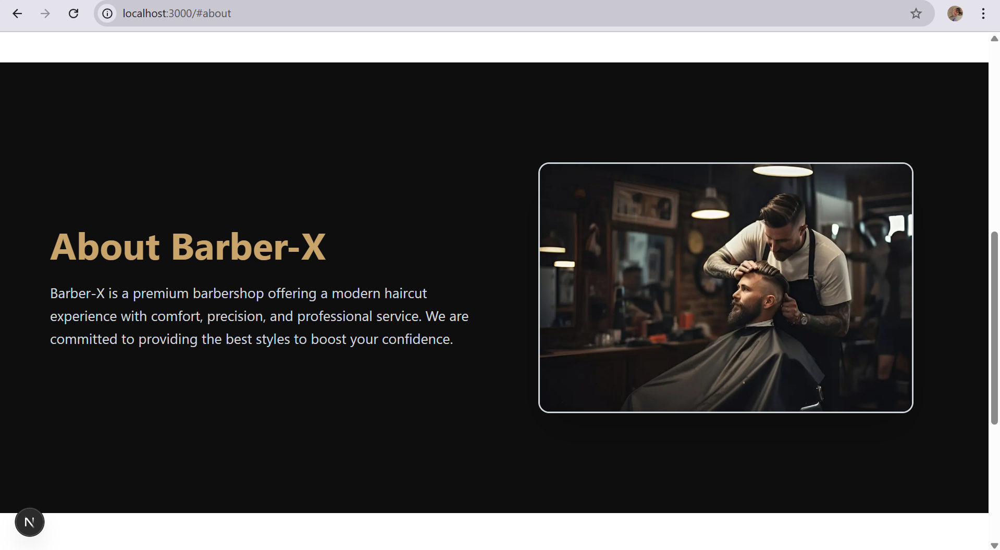 localhost:3000/#about
About Barber-X
Barber-X is a premium barbershop offering a modern haircut
experience with comfort, precision, and professional service. We are
committed to providing the best styles to boost your confidence.
N